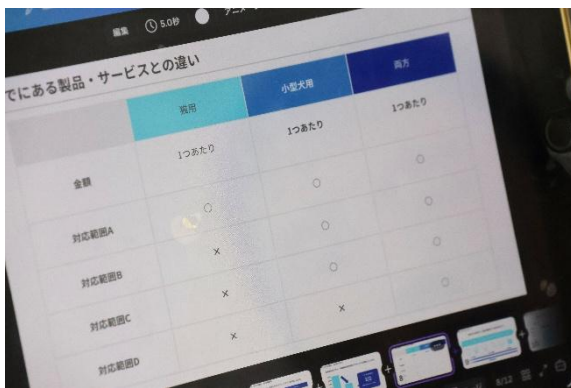 編集 5.0秒
でにある製品・サービスとの違い
猫用 小型犬用 両方
金額 1つあたり 1つあたり 1つあたり
対応範囲A ○ ○ ○
対応範囲B × ○ ○
対応範囲C × ○ ○
対応範囲D × × ○
8/12